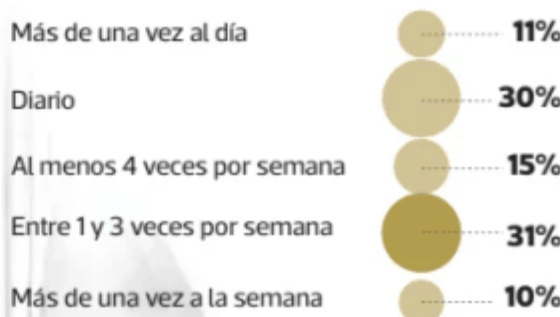 Más de una vez al día 11%
Diario 30%
Al menos 4 veces por semana 15%
Entre 1 y 3 veces por semana 31%
Más de una vez a la semana 10%